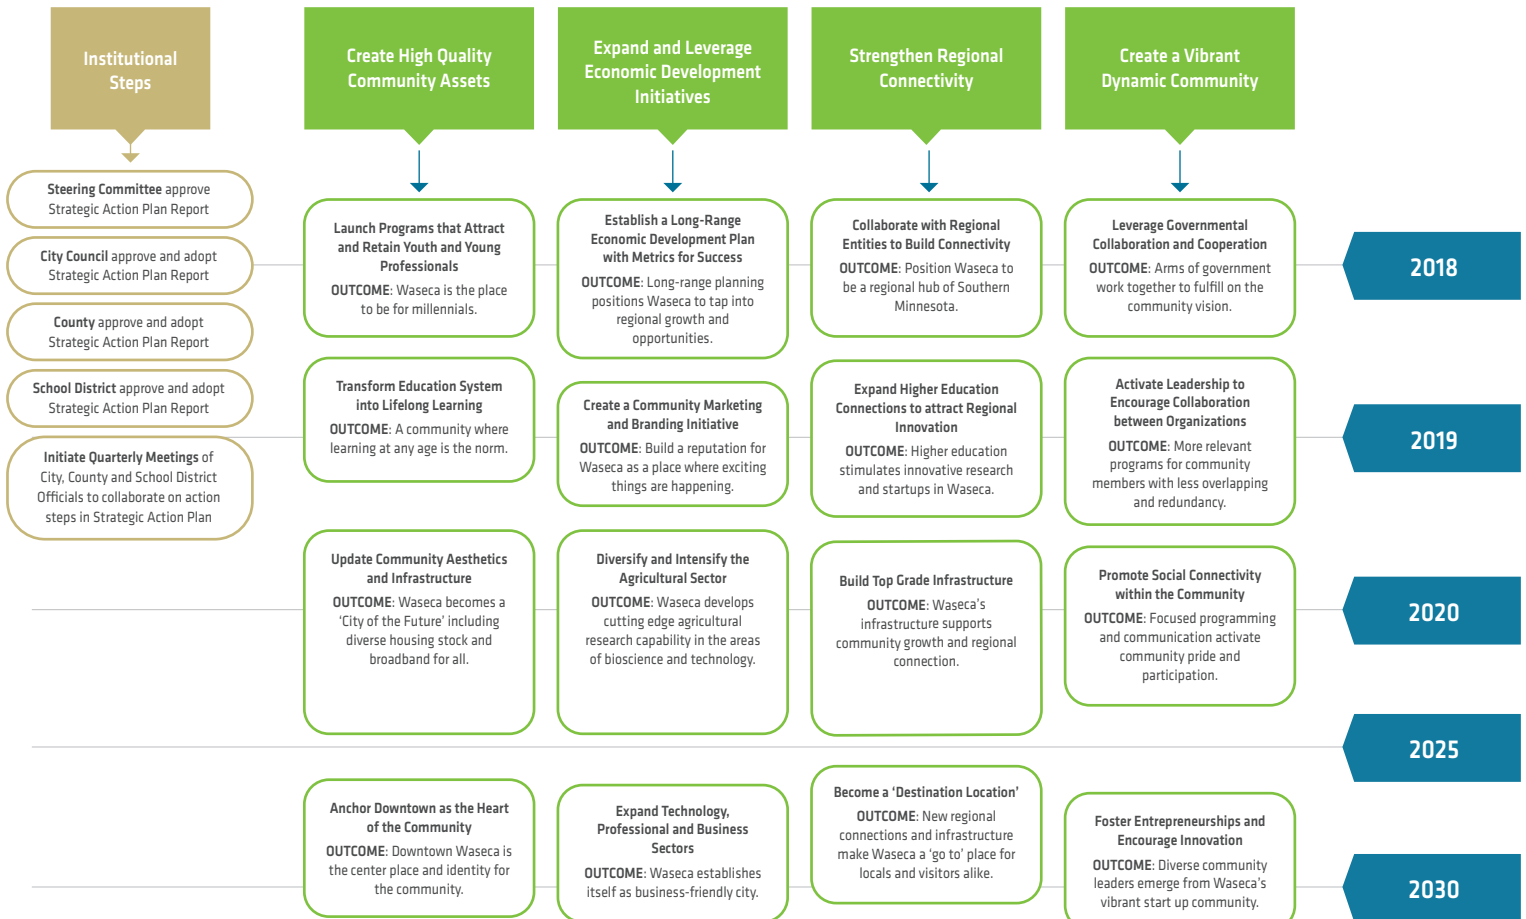 Institutional
Steps
Steering Committee approve
Strategic Action Plan Report
City Council approve and adopt
Strategic Action Plan Report
County approve and adopt
Strategic Action Plan Report
School District approve and adopt
Strategic Action Plan Report
Initiate Quarterly Meetings of
City, County and School District
Officials to collaborate on action
steps in Strategic Action Plan
Create High Quality
Community Assets
Launch Programs that Attract
and Retain Youth and Young
Professionals
OUTCOME: Waseca is the place
to be for millennials.
Transform Education System
into Lifelong Learning
OUTCOME: A community where
learning at any age is the norm.
Update Community Aesthetics
and Infrastructure
OUTCOME: Waseca becomes a
‘City of the Future’ including
diverse housing stock and
broadband for all.
Anchor Downtown as the Heart
of the Community
OUTCOME: Downtown Waseca is
the center place and identity for
the community.
Expand and Leverage
Economic Development
Initiatives
Establish a Long-Range
Economic Development Plan
with Metrics for Success
OUTCOME: Long-range planning
positions Waseca to tap into
regional growth and
opportunities.
Create a Community Marketing
and Branding Initiative
OUTCOME: Build a reputation for
Waseca as a place where exciting
things are happening.
Diversify and Intensify the
Agricultural Sector
OUTCOME: Waseca develops
cutting edge agricultural
research capability in the areas
of bioscience and technology.
Expand Technology,
Professional and Business
Sectors
OUTCOME: Waseca establishes
itself as business-friendly city.
Strengthen Regional
Connectivity
Collaborate with Regional
Entities to Build Connectivity
OUTCOME: Position Waseca to
be a regional hub of Southern
Minnesota.
Expand Higher Education
Connections to attract Regional
Innovation
OUTCOME: Higher education
stimulates innovative research
and startups in Waseca.
Build Top Grade Infrastructure
OUTCOME: Waseca’s
infrastructure supports
community growth and regional
connection.
Become a ‘Destination Location’
OUTCOME: New regional
connections and infrastructure
make Waseca a ‘go to’ place for
locals and visitors alike.
Create a Vibrant
Dynamic Community
Leverage Governmental
Collaboration and Cooperation
OUTCOME: Arms of government
work together to fulfill on the
community vision.
Activate Leadership to
Encourage Collaboration
between Organizations
OUTCOME: More relevant
programs for community
members with less overlapping
and redundancy.
Promote Social Connectivity
within the Community
OUTCOME: Focused programming
and communication activate
community pride and
participation.
Foster Entrepreneurships and
Encourage Innovation
OUTCOME: Diverse community
leaders emerge from Waseca’s
vibrant start up community.
2018
2019
2020
2025
2030